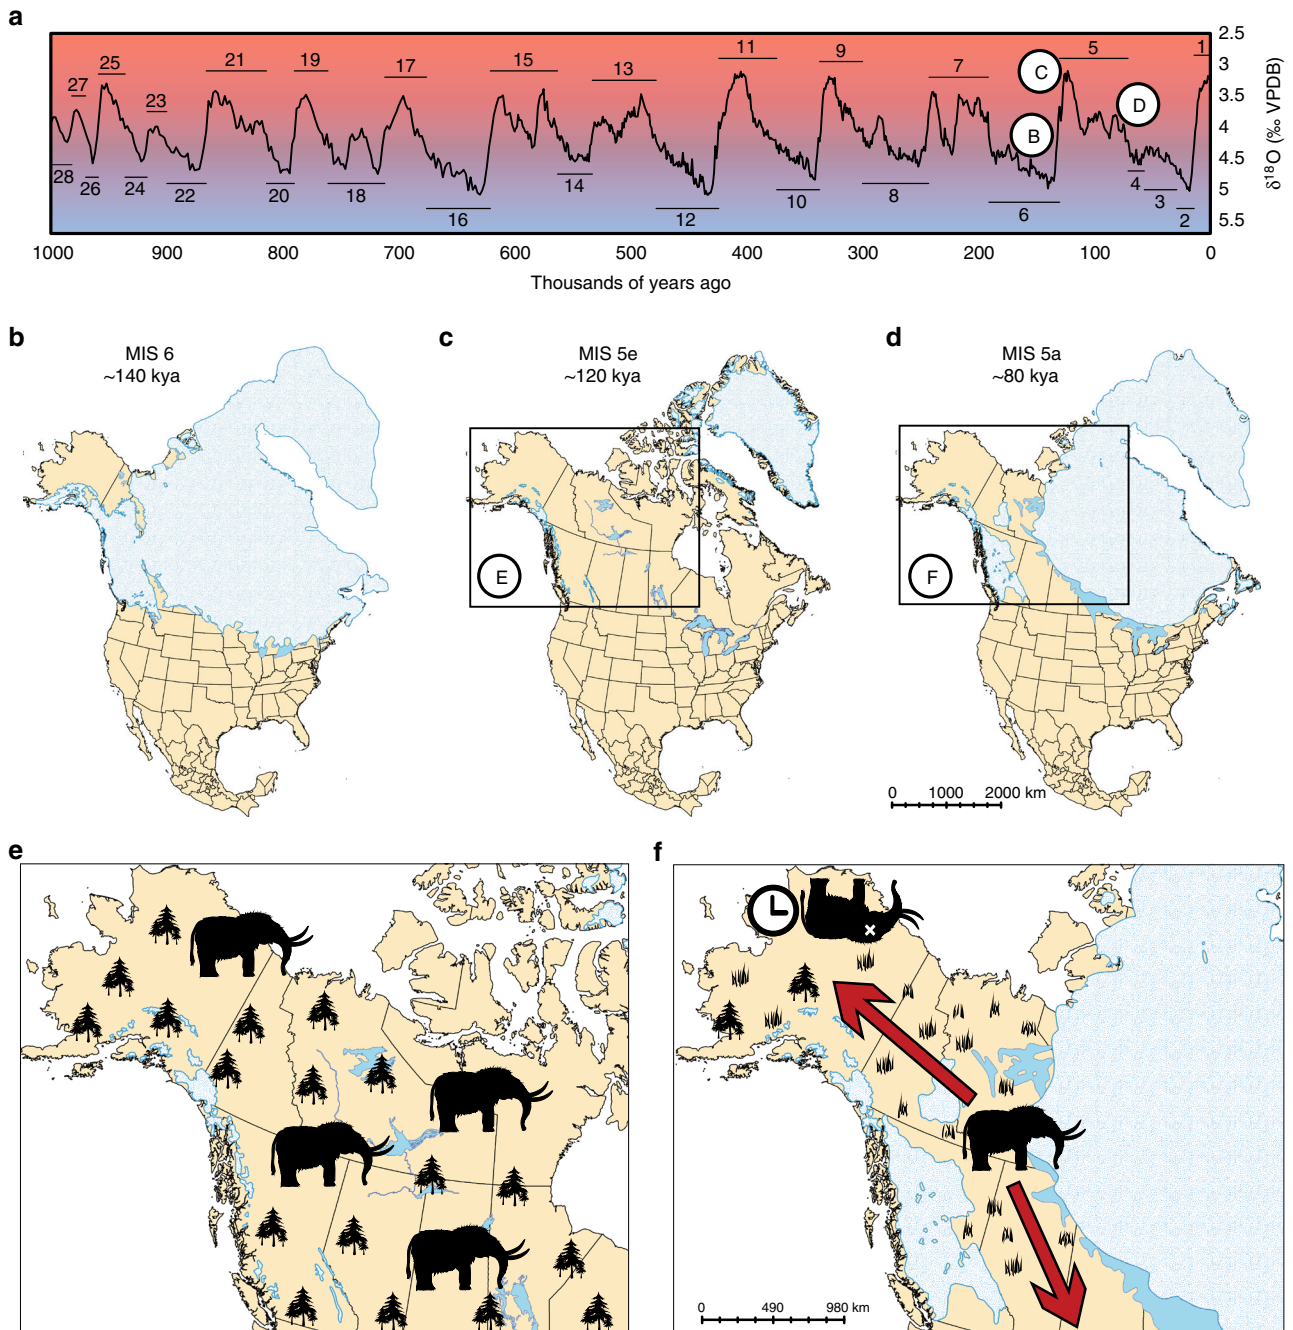 a
25
27
23
21
19
17
15
13
11
9
7
5
1
C
D
B
28
26
24
22
20
18
16
14
12
10
8
6
4
3
2
2.5
3
3.5
4
4.5
5
5.5
δ18O (‰ VPDB)
1000 900 800 700 600 500 400 300 200 100 0
Thousands of years ago
b
MIS 6
~140 kya
c
MIS 5e
~120 kya
E
d
MIS 5a
~80 kya
F
0 1000 2000 km
e
f
0 490 980 km